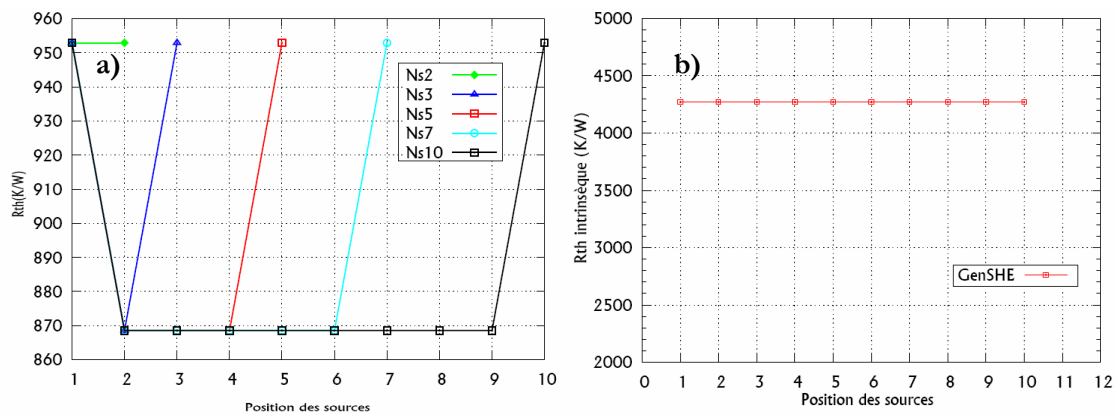 a)
960
950
940
930
920
910
900
890
880
870
860
Rth(K/W)
1 2 3 4 5 6 7 8 9 10
Position des sources
Ns2
Ns3
Ns5
Ns7
Ns10
b)
5000
4500
4000
3500
3000
2500
2000
Rth intrinsèque (K/W)
0 1 2 3 4 5 6 7 8 9 10 11 12
Position des sources
GenSHE